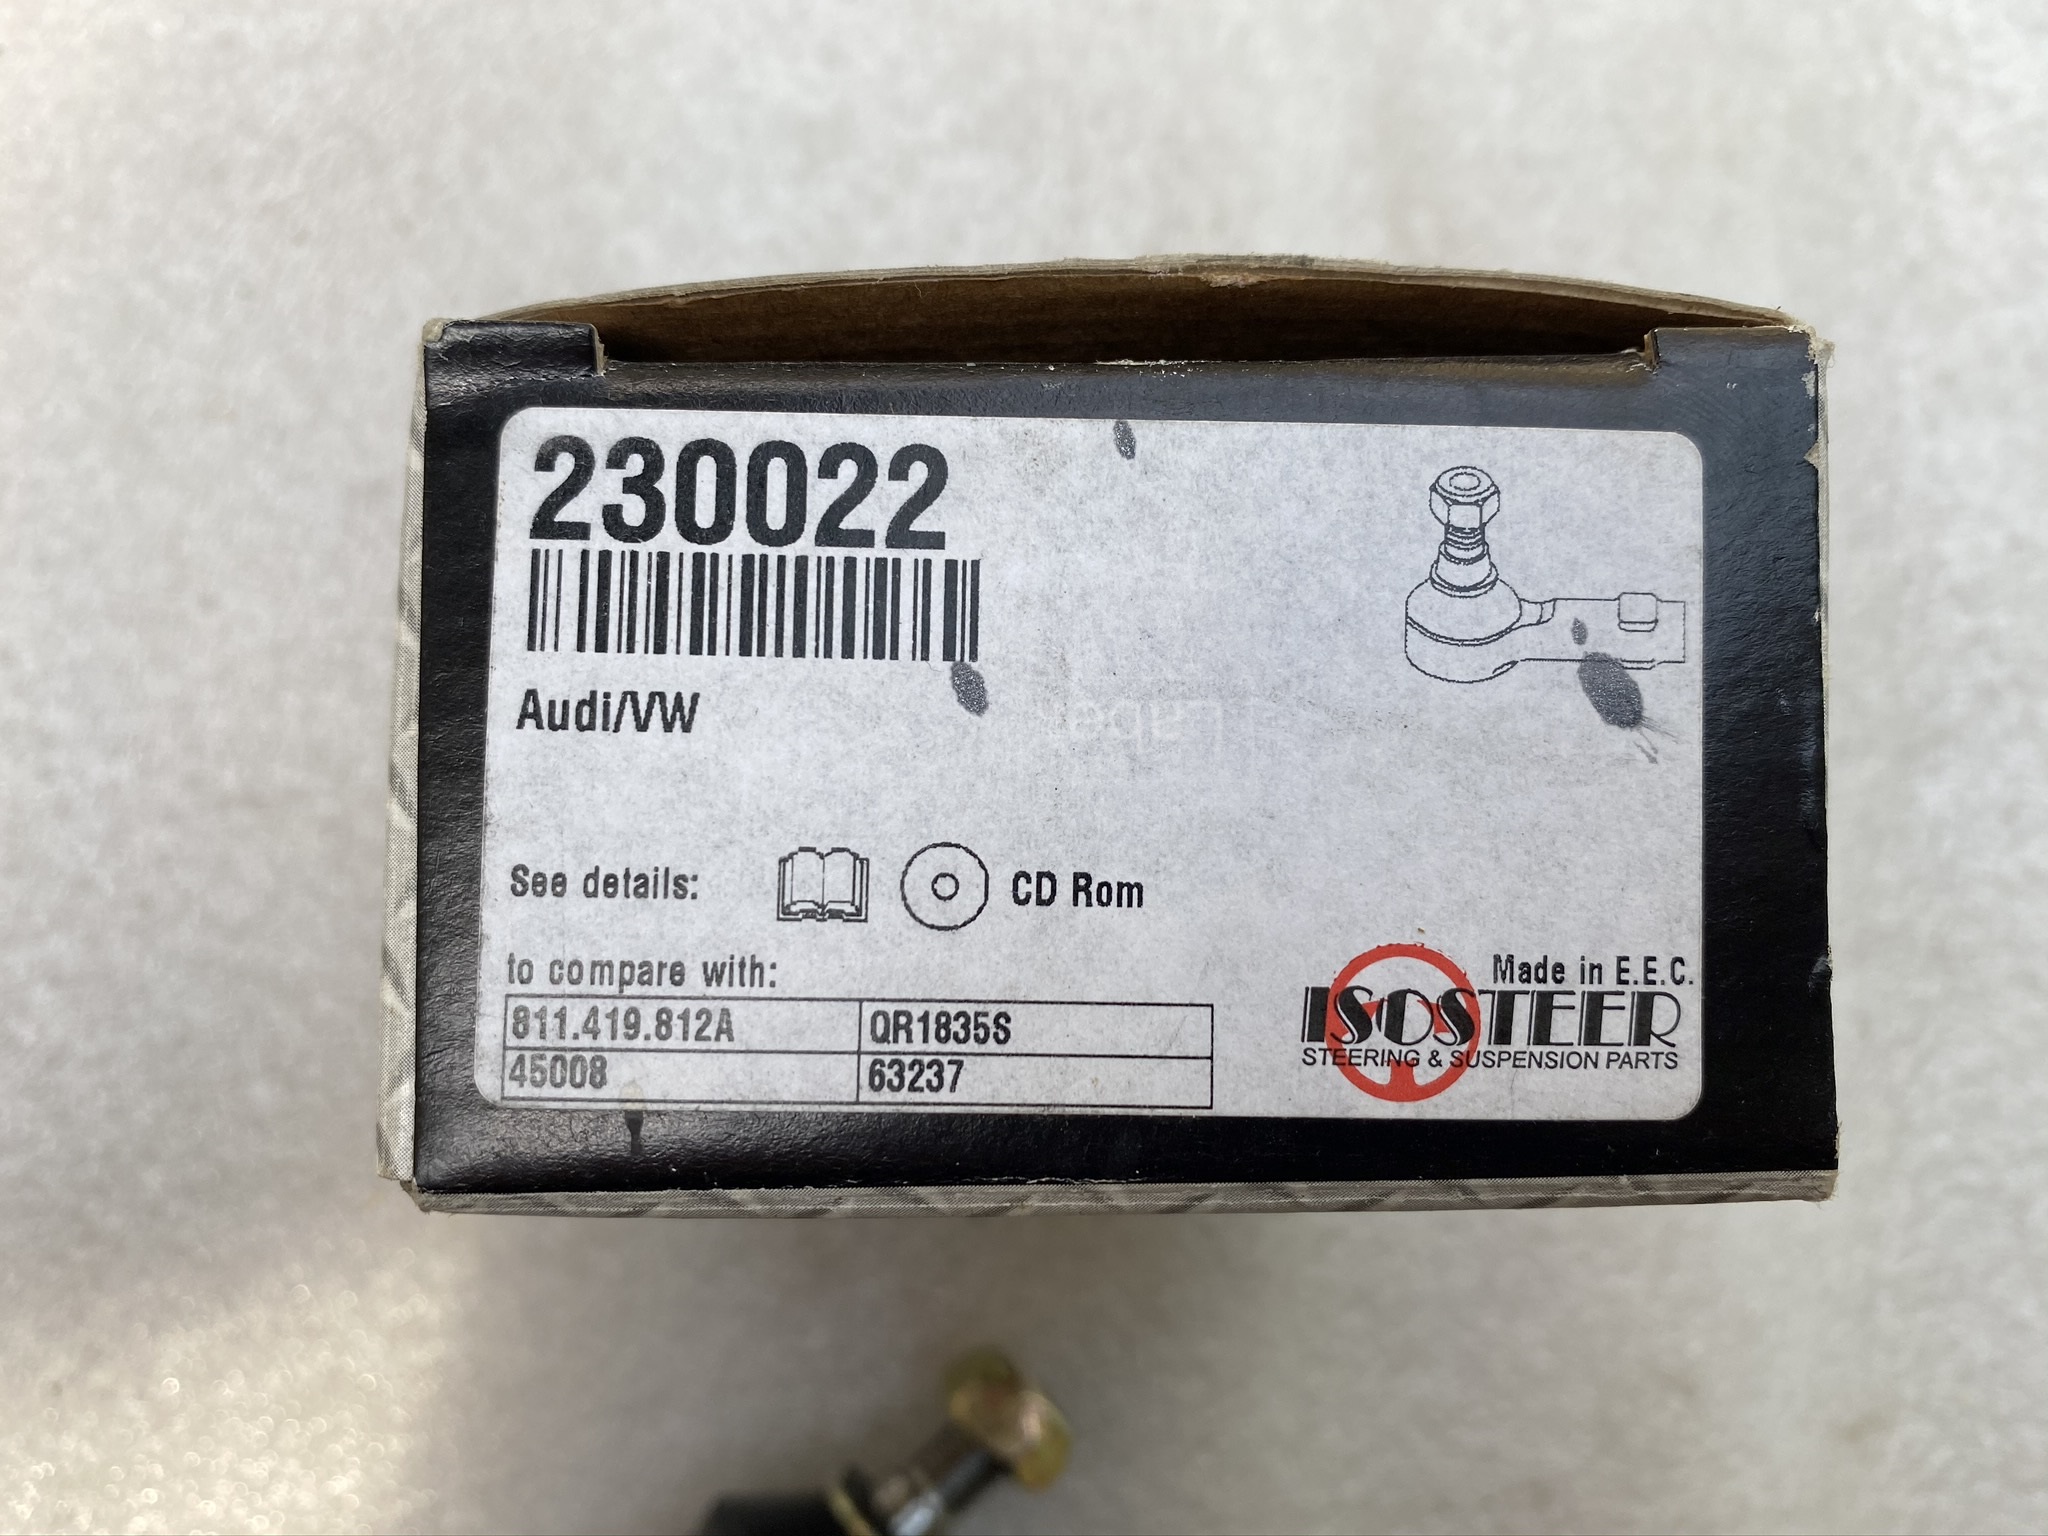 230022
Audi/VW
See details: CD Rom
to compare with:
811.419.812A QR1835S
45008 63237
Made in E.E.C.
ISOSTEER
STEERING & SUSPENSION PARTS